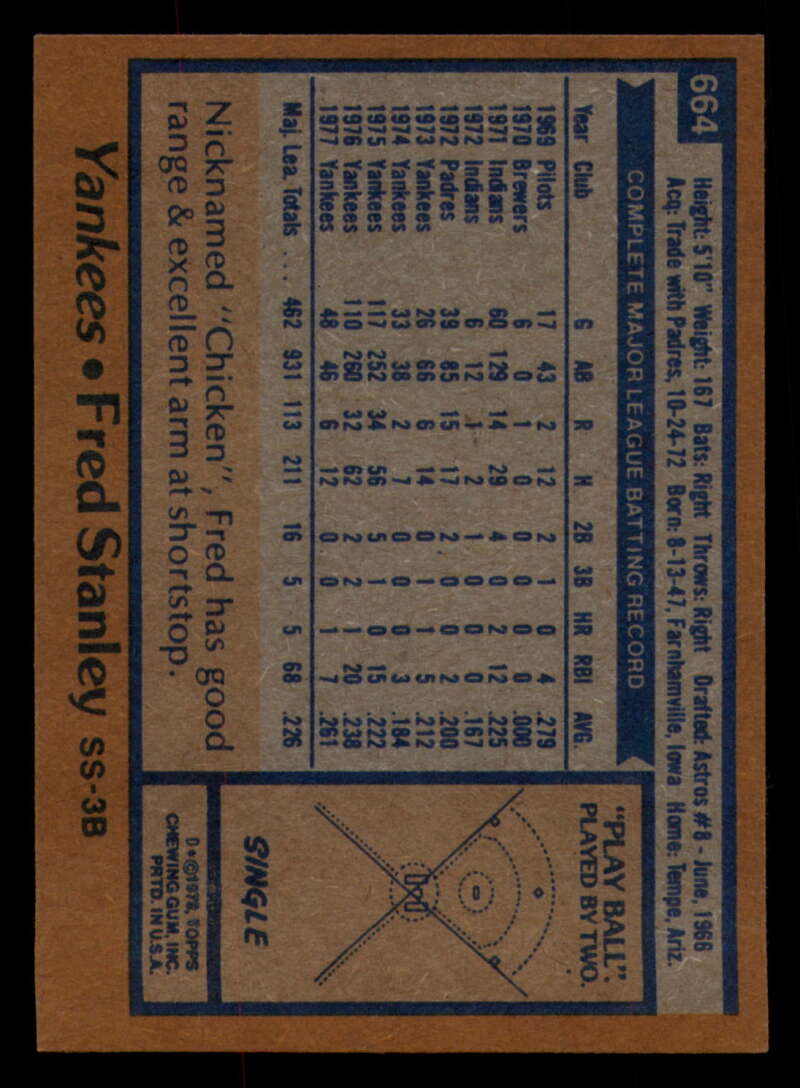 664
Height: 5'10" Weight: 167 Bats: Right Throws: Right Drafted: Astros #8 - June, 1966
Acq: Trade with Padres, 10-24-72 Born: 8-13-47, Farnhamville, Iowa Home: Tempe, Ariz.
COMPLETE MAJOR LEAGUE BATTING RECORD
Year Club G AB R H 2B 3B HR RBI AVG.
1969 Pilots 17 43 2 12 2 1 0 4 .279
1970 Brewers 6 0 1 0 0 0 0 0 .000
1971 Indians 60 129 14 29 4 0 2 12 .225
1972 Indians 6 12 1 2 1 0 0 0 .167
1972 Padres 39 85 15 17 2 0 0 2 .200
1973 Yankees 26 66 6 14 0 1 1 5 .212
1974 Yankees 33 38 2 7 0 0 0 3 .184
1975 Yankees 117 252 34 56 5 1 0 15 .222
1976 Yankees 110 260 32 62 2 2 1 20 .238
1977 Yankees 48 46 6 12 0 0 1 7 .261
Maj. Lea. Totals ... 462 931 113 211 16 5 5 68 .226
Nicknamed "Chicken", Fred has good
range & excellent arm at shortstop.
"PLAY BALL".
PLAYED BY TWO.
SINGLE
D*©1978, TOPPS
CHEWING GUM, INC.
PRTD. IN U.S.A.
Yankees • Fred Stanley SS-3B